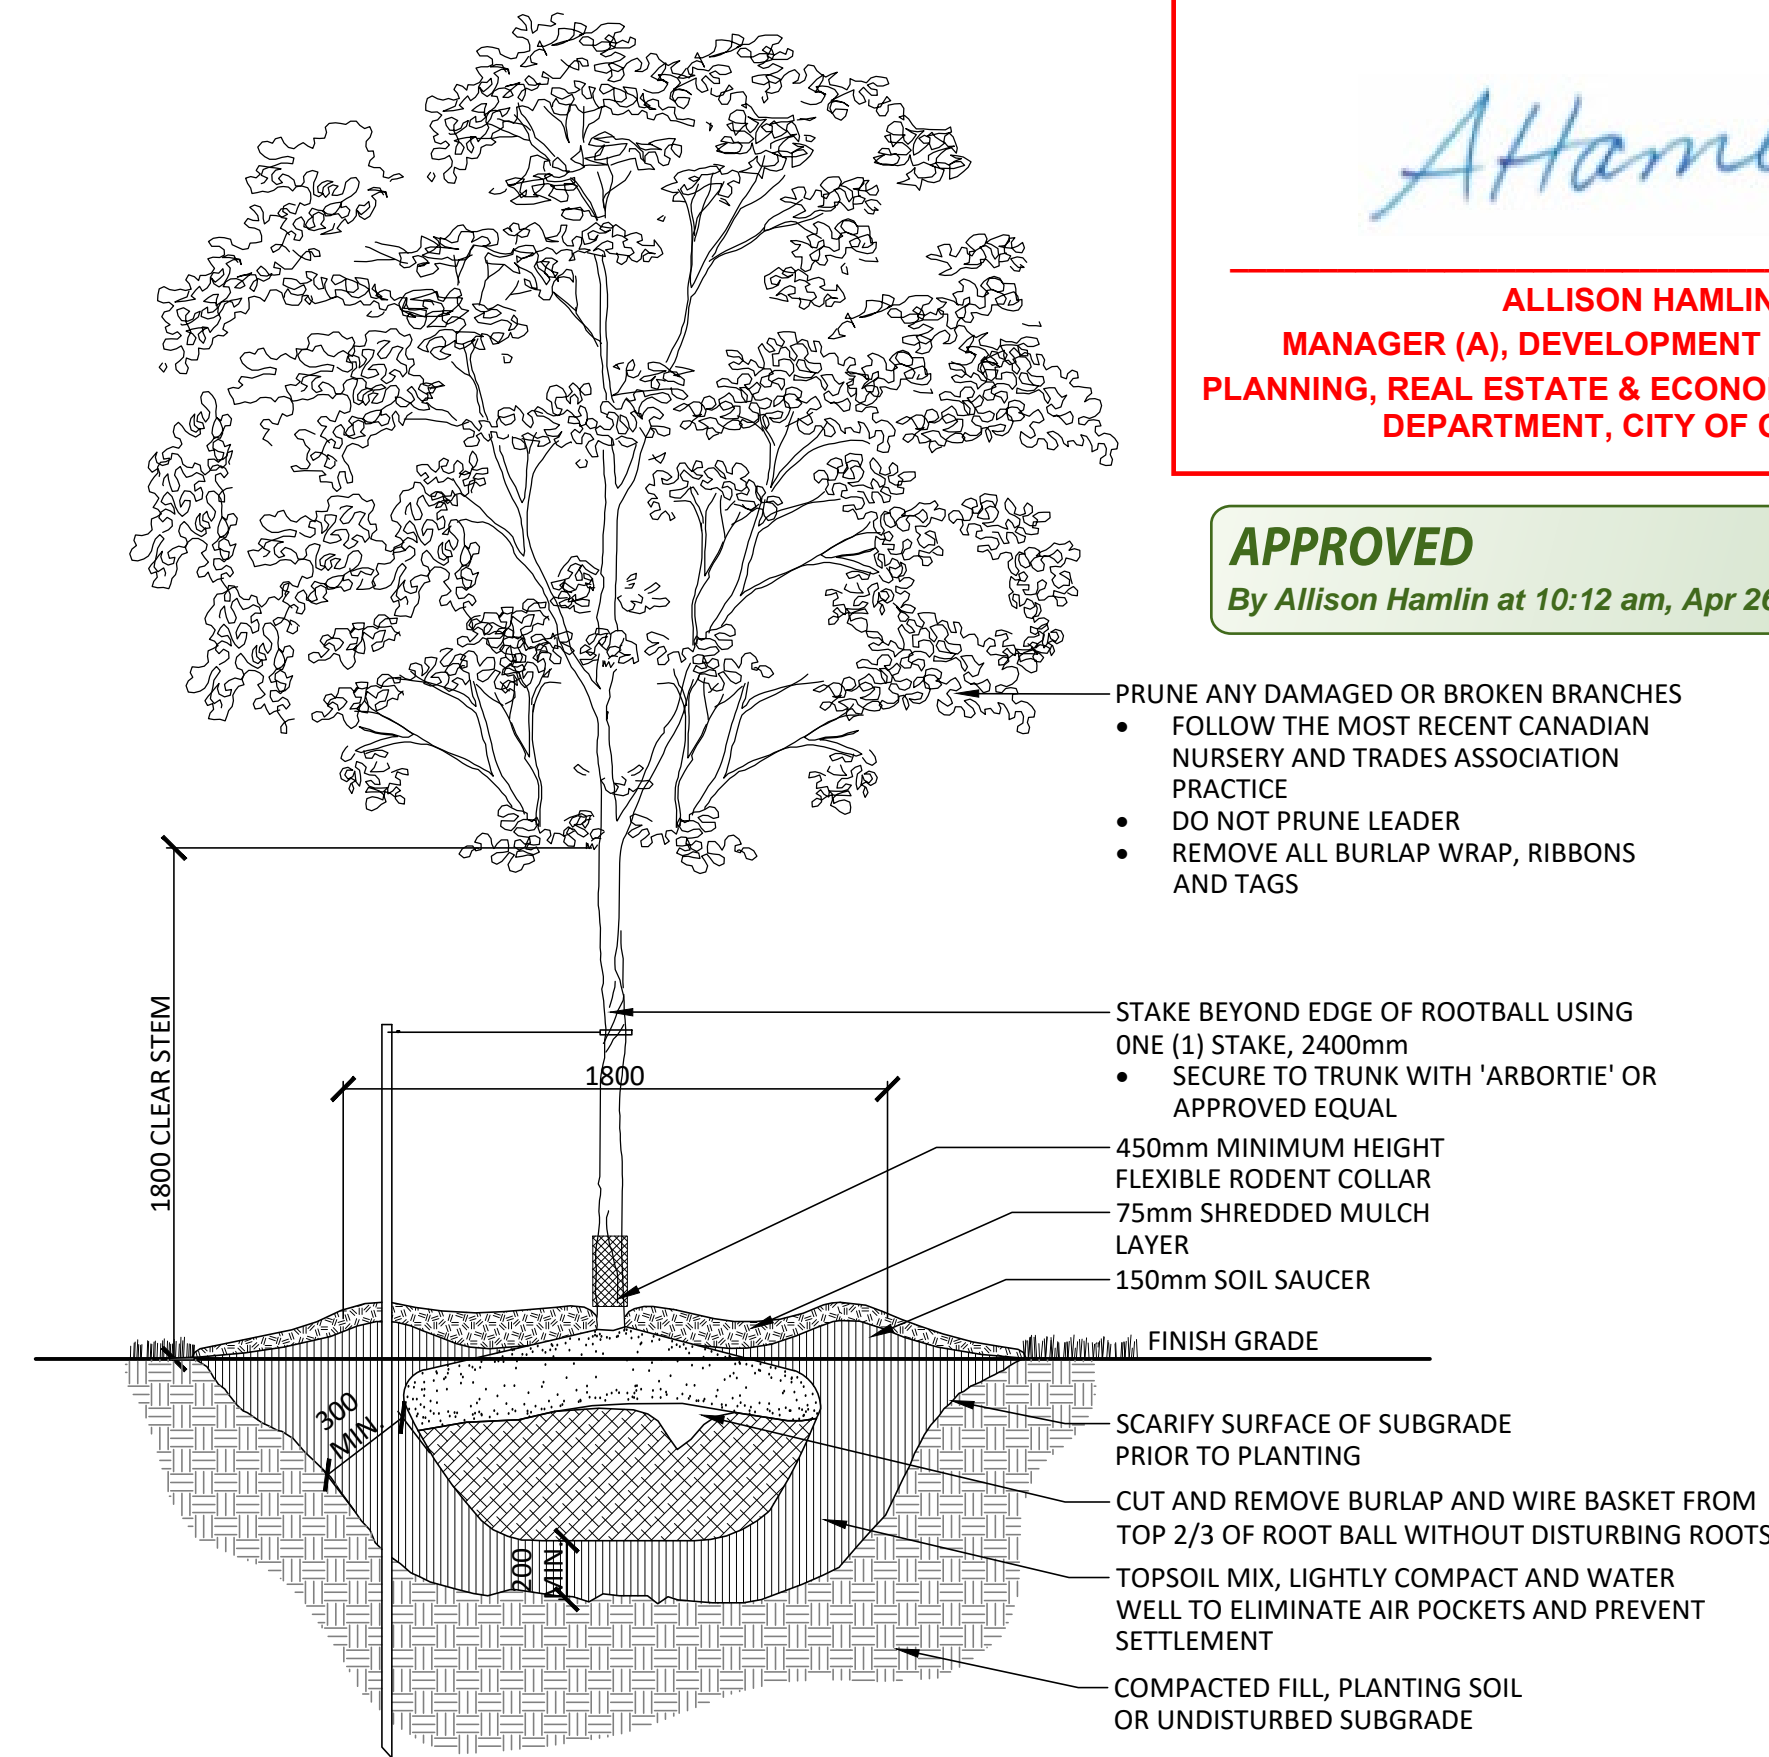 ALLISON HAMLIN
MANAGER (A), DEVELOPMENT
PLANNING, REAL ESTATE &
DEPARTMENT, CITY OF
APPROVED
By Allison Hamlin at 10:12 am, Apr 26
PRUNE ANY DAMAGED OR BROKEN BRANCHES
• FOLLOW THE MOST RECENT CANADIAN
NURSERY AND TRADES ASSOCIATION
PRACTICE
• DO NOT PRUNE LEADER
• REMOVE ALL BURLAP WRAP, RIBBONS
AND TAGS
STAKE BEYOND EDGE OF ROOTBALL USING
0NE (1) STAKE, 2400mm
• SECURE TO TRUNK WITH 'ARBORTIE' OR
APPROVED EQUAL
1800 CLEAR STEM
1800
450mm MINIMUM HEIGHT
FLEXIBLE RODENT COLLAR
75mm SHREDDED MULCH
LAYER
150mm SOIL SAUCER
FINISH GRADE
300
MIN.
200
MIN.
SCARIFY SURFACE OF SUBGRADE
PRIOR TO PLANTING
CUT AND REMOVE BURLAP AND WIRE BASKET FROM
TOP 2/3 OF ROOT BALL WITHOUT DISTURBING ROOTS
TOPSOIL MIX, LIGHTLY COMPACT AND WATER
WELL TO ELIMINATE AIR POCKETS AND PREVENT
SETTLEMENT
COMPACTED FILL, PLANTING SOIL
OR UNDISTURBED SUBGRADE